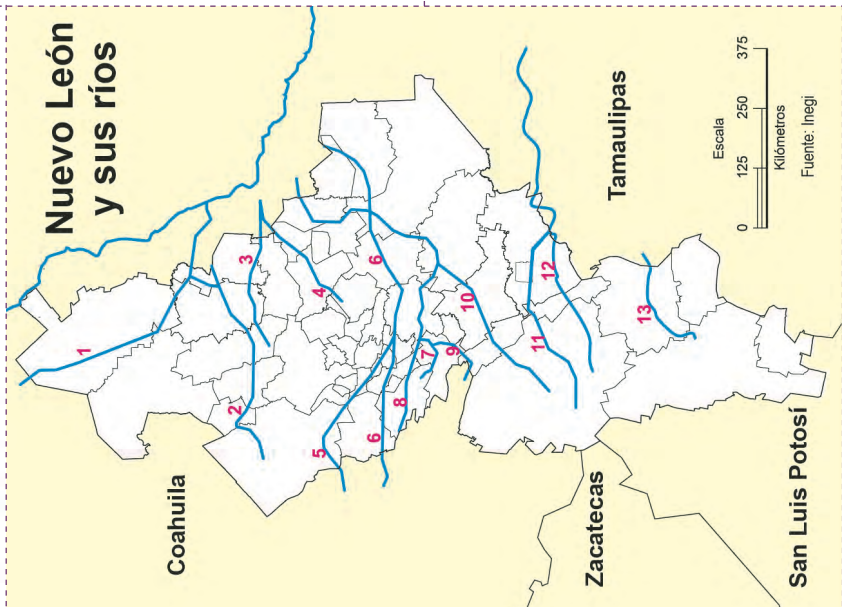 Nuevo León
y sus ríos
Coahuila
Tamaulipas
Zacatecas
San Luis Potosí
1
2
3
4
5
6
6
7
8
9
10
11
12
13
Escala
0 125 250 375
Kilómetros
Fuente: Inegi